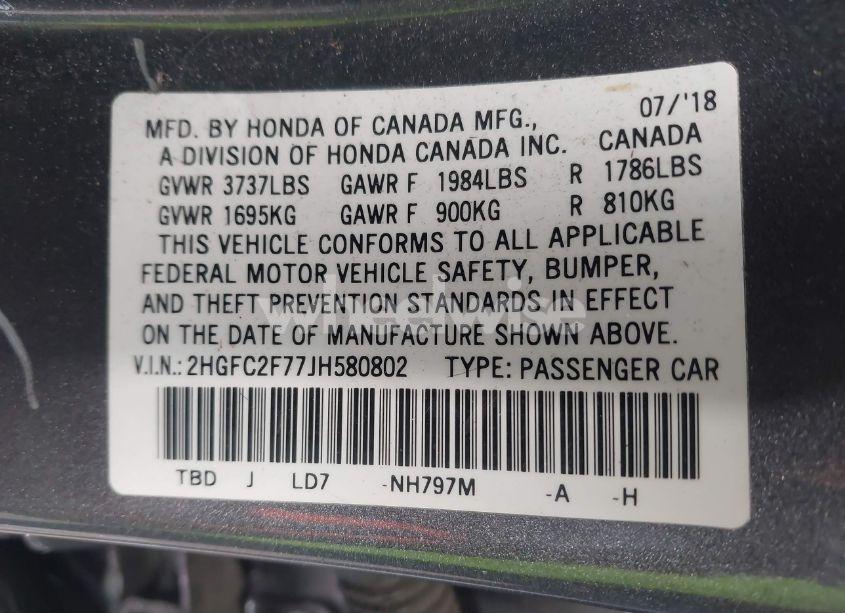 07/'18
MFD. BY HONDA OF CANADA MFG.,
A DIVISION OF HONDA CANADA INC. CANADA
GVWR 3737LBS GAWR F 1984LBS R 1786LBS
GVWR 1695KG GAWR F 900KG R 810KG
THIS VEHICLE CONFORMS TO ALL APPLICABLE
FEDERAL MOTOR VEHICLE SAFETY, BUMPER,
AND THEFT PREVENTION STANDARDS IN EFFECT
wheelwise
ON THE DATE OF MANUFACTURE SHOWN ABOVE.
V.I.N.: 2HGFC2F77JH580802 TYPE: PASSENGER CAR
TBD J LD7 -NH797M -A -H